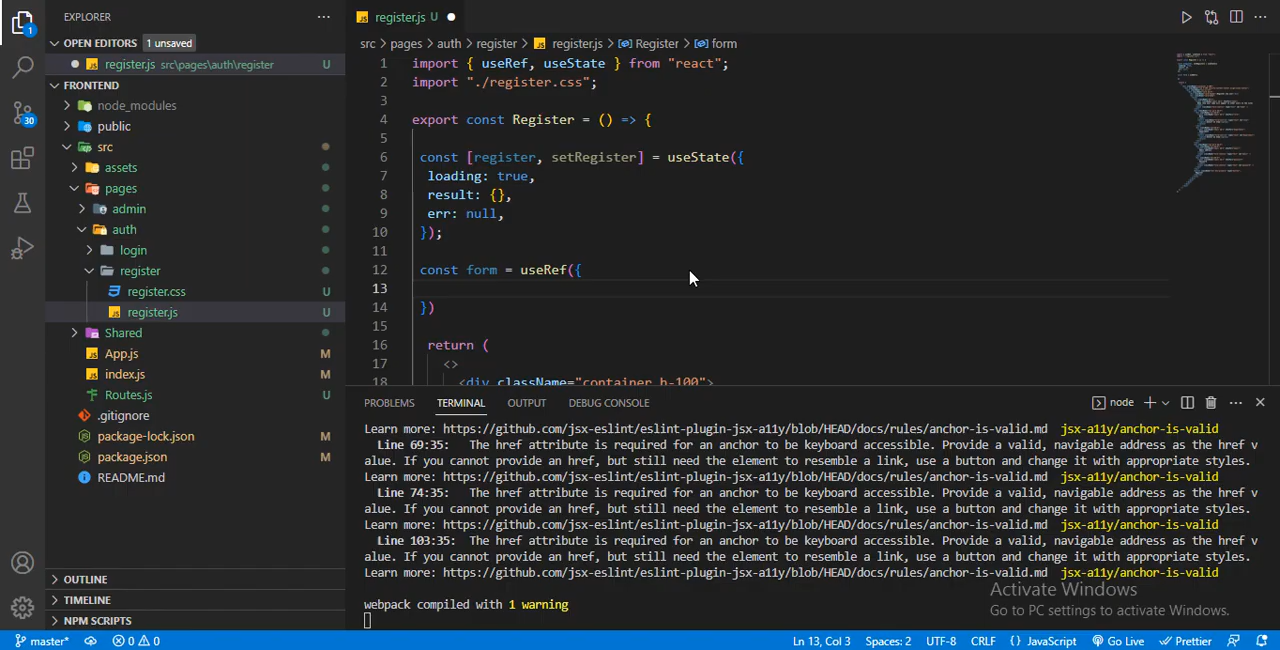 EXPLORER
OPEN EDITORS 1 unsaved
register.js src\pages\auth\register U
FRONTEND
node_modules
public
src
assets
pages
admin
auth
login
register
register.css U
register.js U
Shared
App.js M
index.js M
Routes.js U
.gitignore
package-lock.json M
package.json M
README.md
OUTLINE
TIMELINE
NPM SCRIPTS
1
30
register.js U
src > pages > auth > register > register.js > Register > form
1 import { useRef, useState } from "react";
2 import "./register.css";
3
4 export const Register = () => {
5
6 const [register, setRegister] = useState({
7 loading: true,
8 result: {},
9 err: null,
10 });
11
12 const form = useRef({
13
14 })
15
16 return (
17 <>
18 <div className="container h-100">
PROBLEMS TERMINAL OUTPUT DEBUG CONSOLE node
Learn more: https://github.com/jsx-eslint/eslint-plugin-jsx-a11y/blob/HEAD/docs/rules/anchor-is-valid.md jsx-a11y/anchor-is-valid
Line 69:35: The href attribute is required for an anchor to be keyboard accessible. Provide a valid, navigable address as the href v
alue. If you cannot provide an href, but still need the element to resemble a link, use a button and change it with appropriate styles.
Learn more: https://github.com/jsx-eslint/eslint-plugin-jsx-a11y/blob/HEAD/docs/rules/anchor-is-valid.md jsx-a11y/anchor-is-valid
Line 74:35: The href attribute is required for an anchor to be keyboard accessible. Provide a valid, navigable address as the href v
alue. If you cannot provide an href, but still need the element to resemble a link, use a button and change it with appropriate styles.
Learn more: https://github.com/jsx-eslint/eslint-plugin-jsx-a11y/blob/HEAD/docs/rules/anchor-is-valid.md jsx-a11y/anchor-is-valid
Line 103:35: The href attribute is required for an anchor to be keyboard accessible. Provide a valid, navigable address as the href v
alue. If you cannot provide an href, but still need the element to resemble a link, use a button and change it with appropriate styles.
Learn more: https://github.com/jsx-eslint/eslint-plugin-jsx-a11y/blob/HEAD/docs/rules/anchor-is-valid.md jsx-a11y/anchor-is-valid
webpack compiled with 1 warning
Activate Windows
Go to PC settings to activate Windows.
master* 0 0 Ln 13, Col 3 Spaces: 2 UTF-8 CRLF {} JavaScript Go Live Prettier